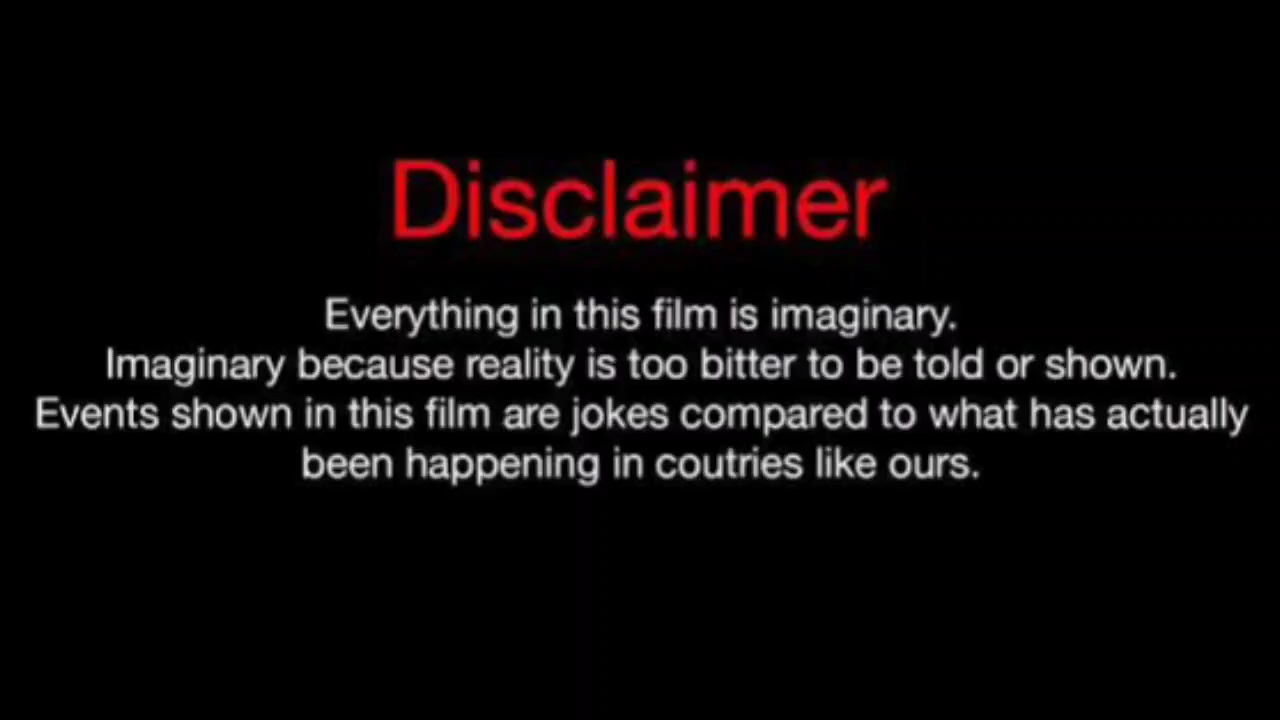 Disclaimer
Everything in this film is imaginary.
Imaginary because reality is too bitter to be told or shown.
Events shown in this film are jokes compared to what has actually
been happening in coutries like ours.